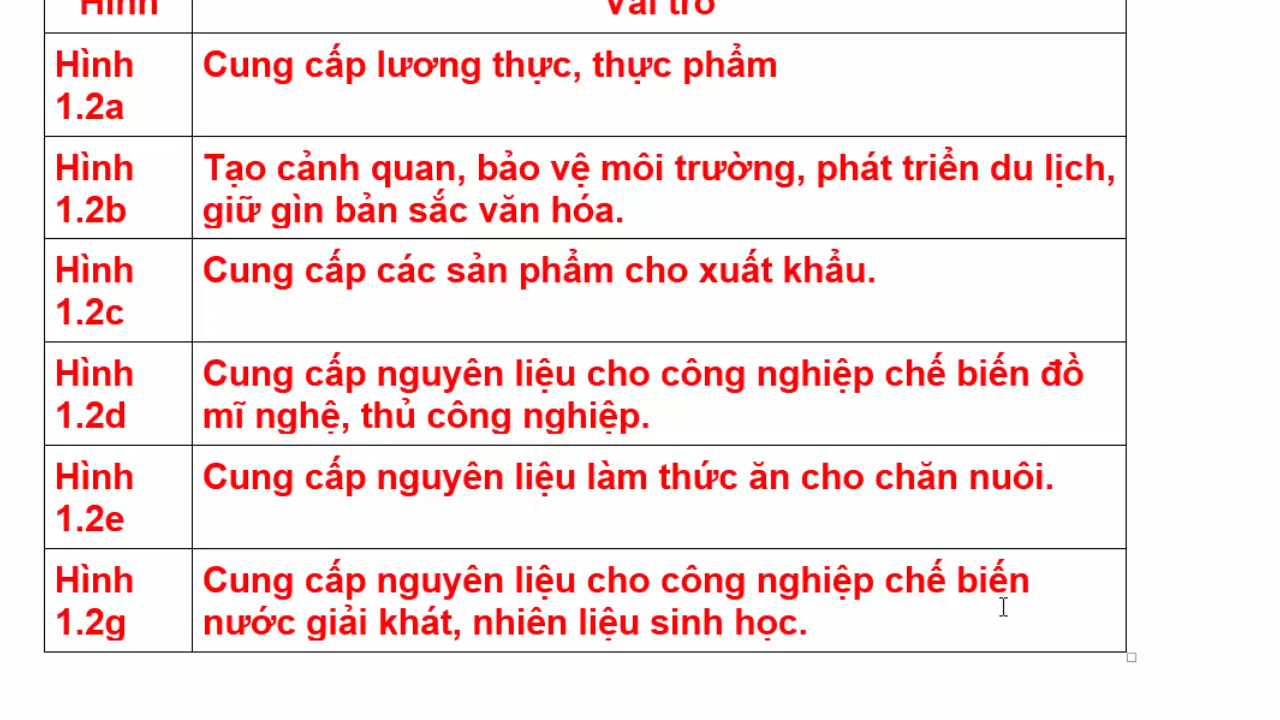 Hình Vai trò
Hình Cung cấp lương thực, thực phẩm
1.2a
Hình Tạo cảnh quan, bảo vệ môi trường, phát triển du lịch,
1.2b giữ gìn bản sắc văn hóa.
Hình Cung cấp các sản phẩm cho xuất khẩu.
1.2c
Hình Cung cấp nguyên liệu cho công nghiệp chế biến đồ
1.2d mĩ nghệ, thủ công nghiệp.
Hình Cung cấp nguyên liệu làm thức ăn cho chăn nuôi.
1.2e
Hình Cung cấp nguyên liệu cho công nghiệp chế biến
1.2g nước giải khát, nhiên liệu sinh học.